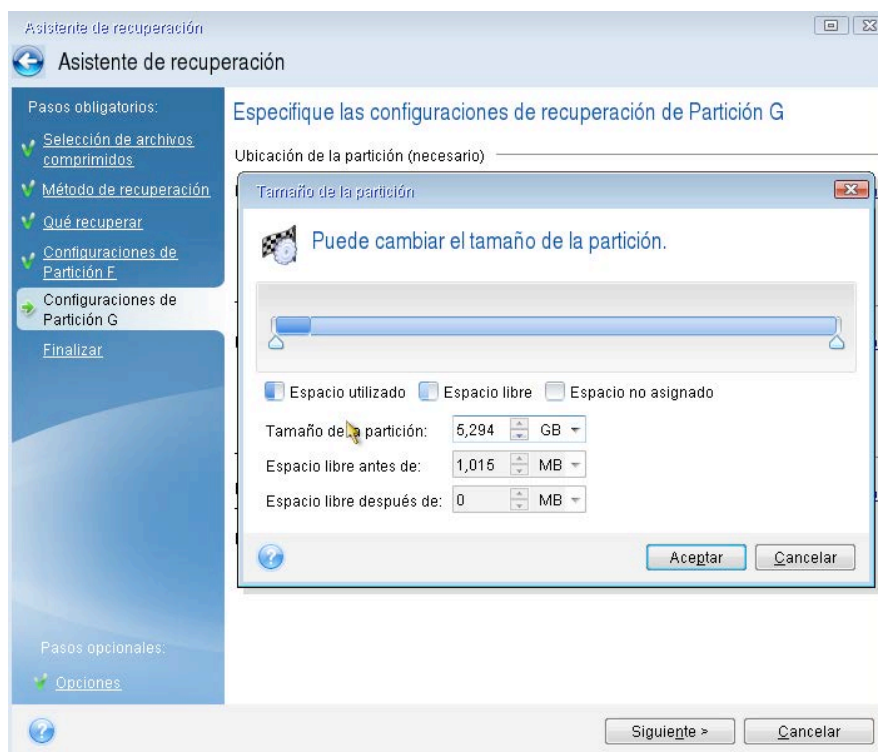 Asistente de recuperación
Asistente de recuperación
Pasos obligatorios:
Selección de archivos
comprimidos
Método de recuperación
Qué recuperar
Configuraciones de
Partición F
Configuraciones de
Partición G
Finalizar
Pasos opcionales:
Opciones
Especifique las configuraciones de recuperación de Partición G
Ubicación de la partición (necesario)
Tamaño de la partición
Puede cambiar el tamaño de la partición.
Espacio utilizado Espacio libre Espacio no asignado
Tamaño de la partición: 5,294 GB
Espacio libre antes de: 1,015 MB
Espacio libre después de: 0 MB
Aceptar Cancelar
Siguiente > Cancelar